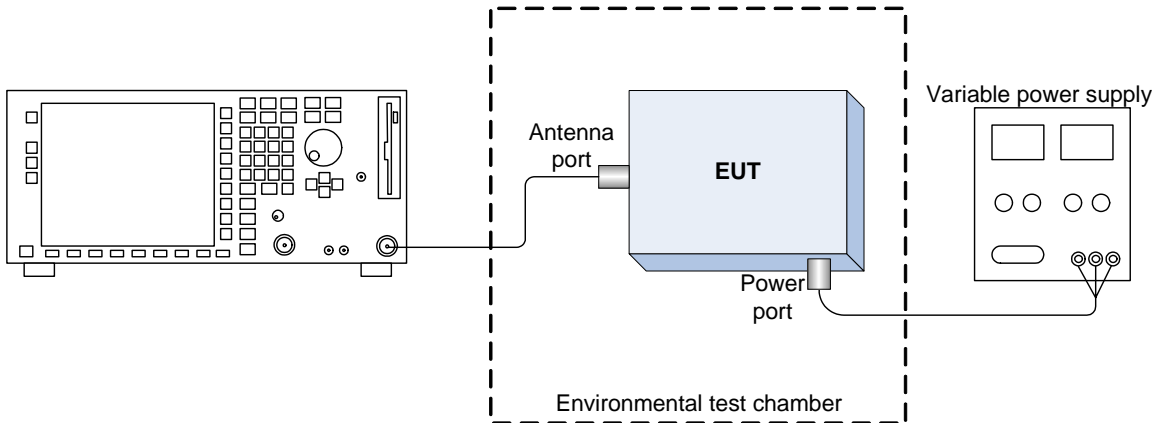 Variable power supply
Antenna
port
EUT
Power
port
Environmental test chamber